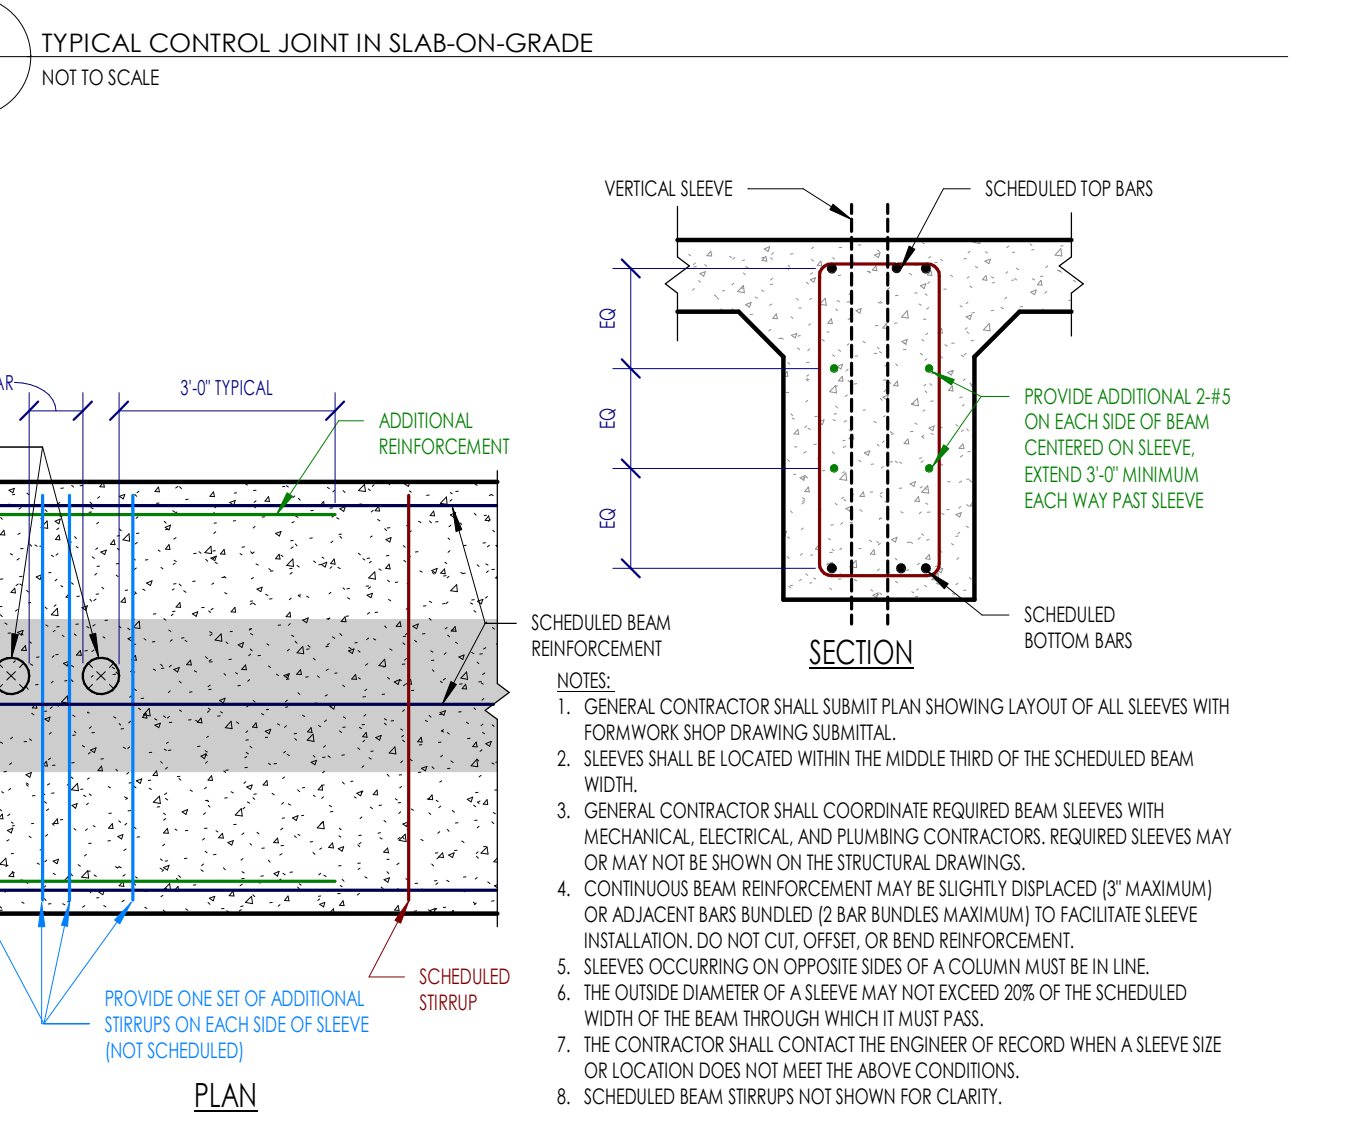 TYPICAL CONTROL JOINT IN SLAB-ON-GRADE
NOT TO SCALE
VERTICAL SLEEVE
SCHEDULED TOP BARS
EQ
EQ
EQ
PROVIDE ADDITIONAL 2-#5
ON EACH SIDE OF BEAM
CENTERED ON SLEEVE,
EXTEND 3'-0" MINIMUM
EACH WAY PAST SLEEVE
SCHEDULED
BOTTOM BARS
SECTION
AR
3'-0" TYPICAL
ADDITIONAL
REINFORCEMENT
SCHEDULED BEAM
REINFORCEMENT
SCHEDULED
STIRRUP
PROVIDE ONE SET OF ADDITIONAL
STIRRUPS ON EACH SIDE OF SLEEVE
(NOT SCHEDULED)
PLAN
NOTES:
1. GENERAL CONTRACTOR SHALL SUBMIT PLAN SHOWING LAYOUT OF ALL SLEEVES WITH
FORMWORK SHOP DRAWING SUBMITTAL.
2. SLEEVES SHALL BE LOCATED WITHIN THE MIDDLE THIRD OF THE SCHEDULED BEAM
WIDTH.
3. GENERAL CONTRACTOR SHALL COORDINATE REQUIRED BEAM SLEEVES WITH
MECHANICAL, ELECTRICAL, AND PLUMBING CONTRACTORS. REQUIRED SLEEVES MAY
OR MAY NOT BE SHOWN ON THE STRUCTURAL DRAWINGS.
4. CONTINUOUS BEAM REINFORCEMENT MAY BE SLIGHTLY DISPLACED (3" MAXIMUM)
OR ADJACENT BARS BUNDLED (2 BAR BUNDLES MAXIMUM) TO FACILITATE SLEEVE
INSTALLATION. DO NOT CUT, OFFSET, OR BEND REINFORCEMENT.
5. SLEEVES OCCURRING ON OPPOSITE SIDES OF A COLUMN MUST BE IN LINE.
6. THE OUTSIDE DIAMETER OF A SLEEVE MAY NOT EXCEED 20% OF THE SCHEDULED
WIDTH OF THE BEAM THROUGH WHICH IT MUST PASS.
7. THE CONTRACTOR SHALL CONTACT THE ENGINEER OF RECORD WHEN A SLEEVE SIZE
OR LOCATION DOES NOT MEET THE ABOVE CONDITIONS.
8. SCHEDULED BEAM STIRRUPS NOT SHOWN FOR CLARITY.